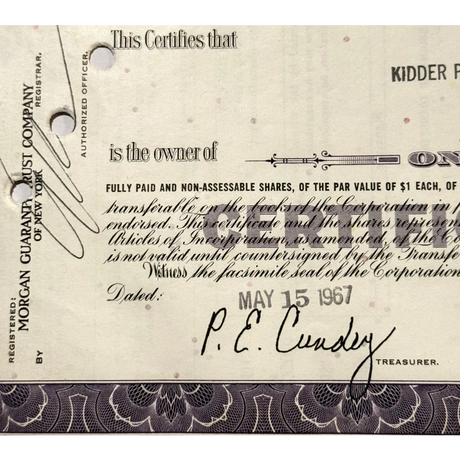 This Certifies that
KIDDER P
is the owner of
ON
FULLY PAID AND NON-ASSESSABLE SHARES, OF THE PAR VALUE OF $1 EACH, OF
transferable on the books of the Corporation in p
endorsed. This certificate and the shares represent
Articles of Incorporation, as amended, of the Co
is not valid until countersigned by the Transfer
Witness the facsimile seal of the Corporation
Dated:
MAY 15 1967
P. E. Cundey
TREASURER.
REGISTERED:
MORGAN GUARANTY TRUST COMPANY
OF NEW YORK
REGISTRAR.
BY
AUTHORIZED OFFICER.